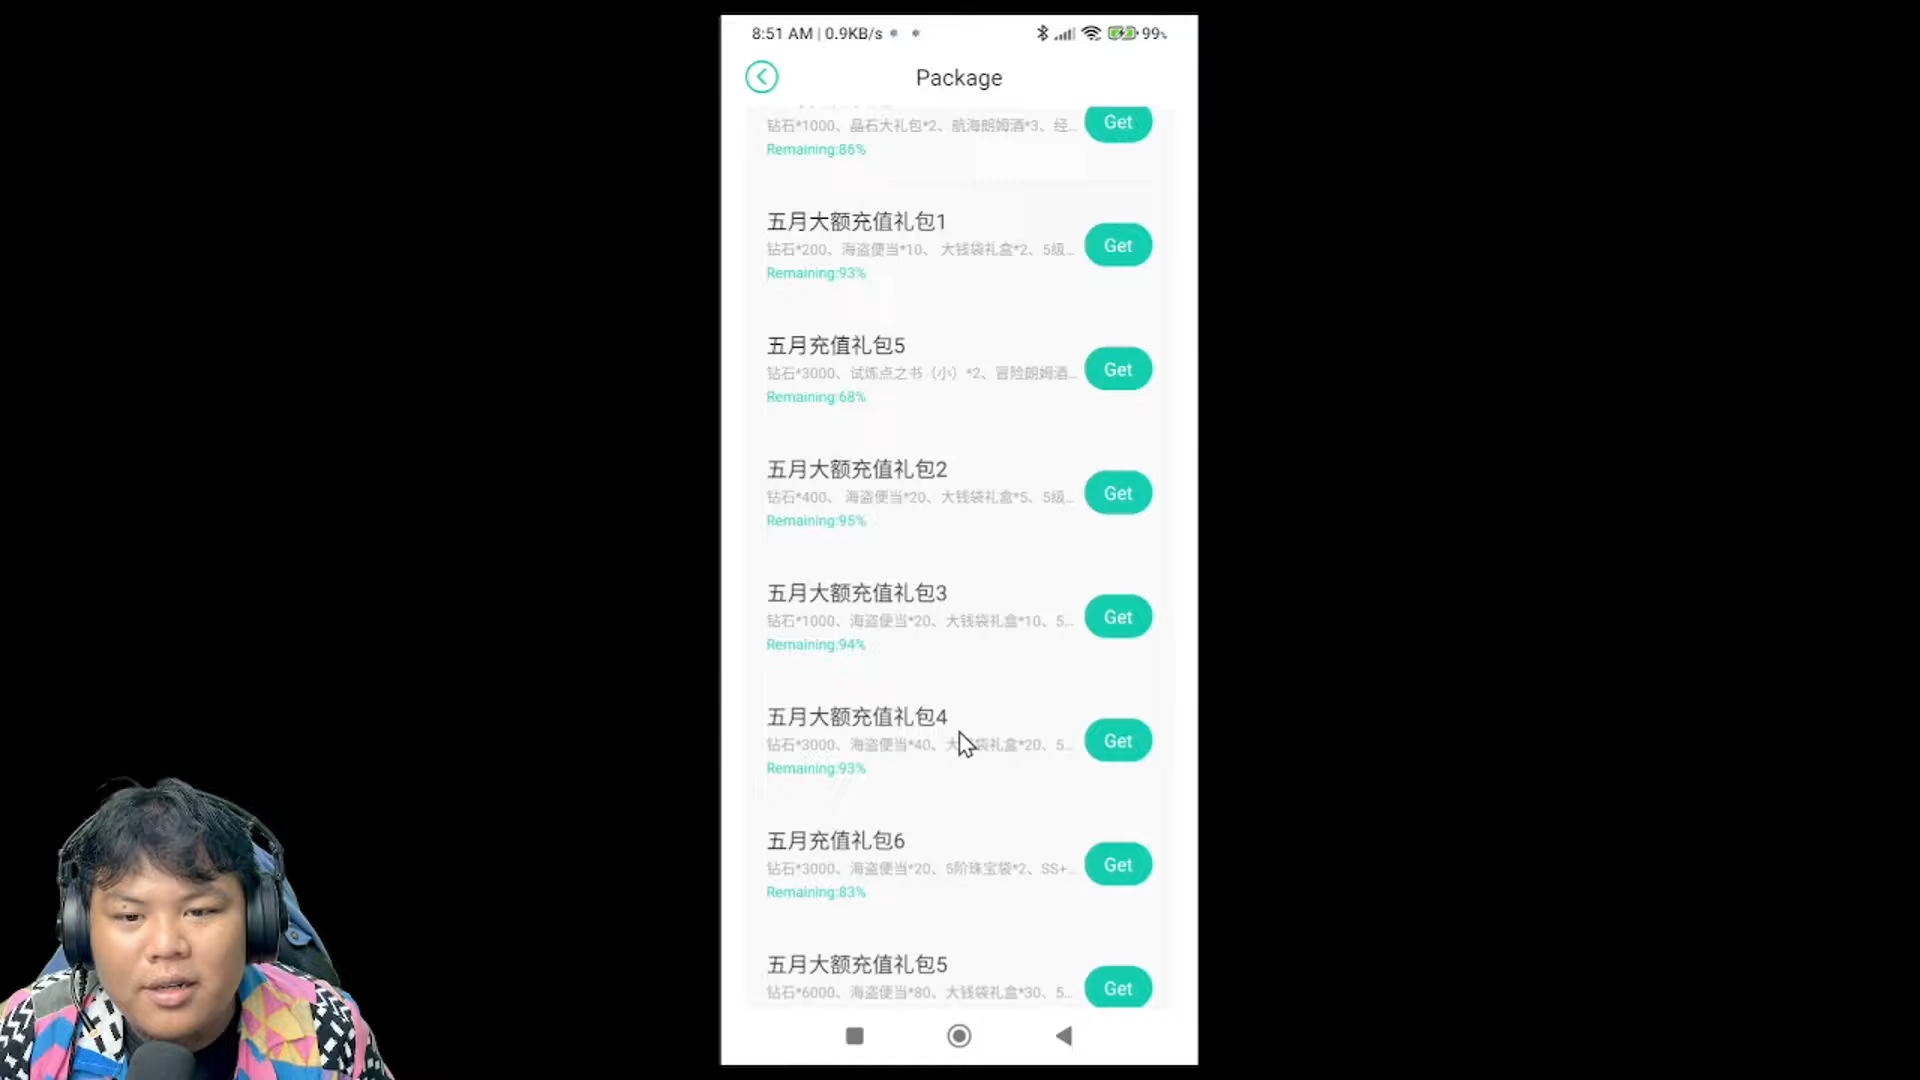 8:51 AM | 0.9KB/s
99%
Package
钻石*1000、晶石大礼包*2、航海朗姆酒*3、经...
Get
Remaining:86%
五月大额充值礼包1
钻石*200、海盗便当*10、 大钱袋礼盒*2、5级...
Get
Remaining:93%
五月充值礼包5
钻石*3000、试炼点之书（小）*2、冒险朗姆酒...
Get
Remaining:68%
五月大额充值礼包2
钻石*400、 海盗便当*20、大钱袋礼盒*5、5级...
Get
Remaining:95%
五月大额充值礼包3
钻石*1000、海盗便当*20、大钱袋礼盒*10、5...
Get
Remaining:94%
五月大额充值礼包4
钻石*3000、海盗便当*40、大 袋礼盒*20、5...
Get
Remaining:93%
五月充值礼包6
钻石*3000、海盗便当*20、5阶珠宝袋*2、SS+...
Get
Remaining:83%
五月大额充值礼包5
钻石*6000、海盗便当*80、大钱袋礼盒*30、5...
Get